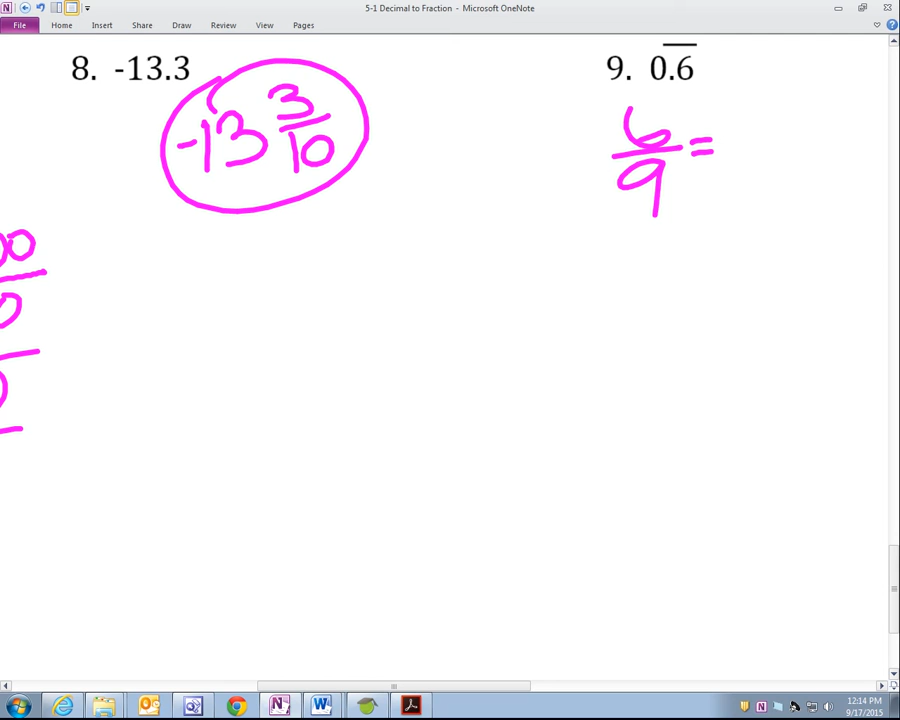 5-1 Decimal to Fraction - Microsoft OneNote
File Home Insert Share Draw Review View Pages
8. -13.3
-13 3/10
9. 0.6̅
6/9 =
12:14 PM
9/17/2015